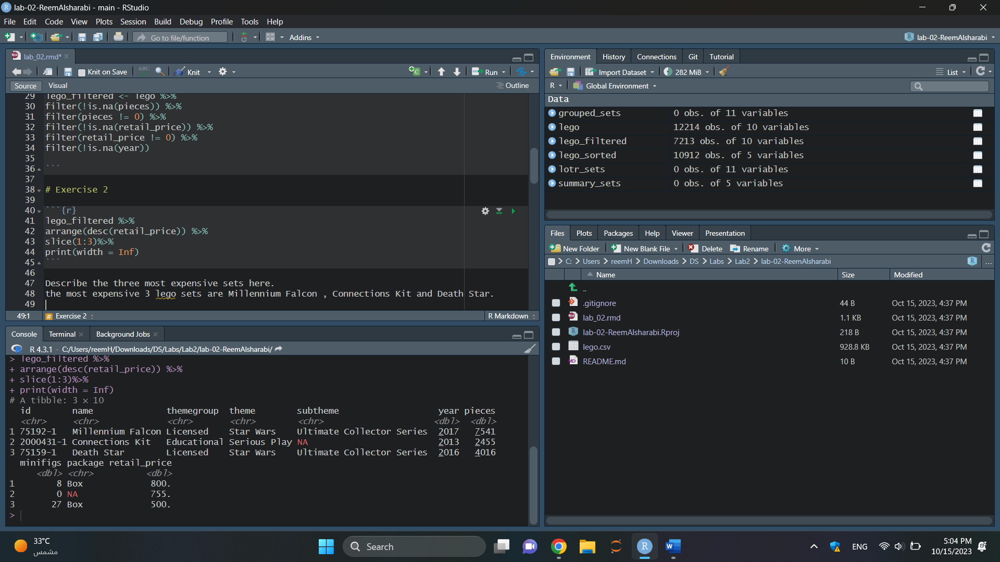 lab-02-ReemAlsharabi - main - RStudio
File Edit Code View Plots Session Build Debug Profile Tools Help
Go to file/function Addins lab-02-ReemAlsharabi
lab_02.rmd*
Knit on Save ABC Knit Run
Source Visual Outline
29 lego_filtered <- lego %>%
30 filter(!is.na(pieces)) %>%
31 filter(pieces != 0) %>%
32 filter(!is.na(retail_price)) %>%
33 filter(retail_price != 0) %>%
34 filter(!is.na(year))
35
36 ```
37
38 # Exercise 2
39
40 ```{r}
41 lego_filtered %>%
42 arrange(desc(retail_price)) %>%
43 slice(1:3)%>%
44 print(width = Inf)
45 ```
46
47 Describe the three most expensive sets here.
48 the most expensive 3 lego sets are Millennium Falcon , Connections Kit and Death Star.
49
49:1 # Exercise 2 R Markdown
Console Terminal Background Jobs
R 4.3.1 · C:/Users/reemH/Downloads/DS/Labs/Lab2/lab-02-ReemAlsharabi/
> lego_filtered %>%
+ arrange(desc(retail_price)) %>%
+ slice(1:3)%>%
+ print(width = Inf)
# A tibble: 3 × 10
id name themegroup theme subtheme year pieces
<chr> <chr> <chr> <chr> <chr> <dbl> <dbl>
1 75192-1 Millennium Falcon Licensed Star Wars Ultimate Collector Series 2017 7541
2 2000431-1 Connections Kit Educational Serious Play NA 2013 2455
3 75159-1 Death Star Licensed Star Wars Ultimate Collector Series 2016 4016
minifigs package retail_price
<dbl> <chr> <dbl>
1 8 Box 800.
2 0 NA 755.
3 27 Box 500.
>
Environment History Connections Git Tutorial
Import Dataset 282 MiB List
R Global Environment
Data
grouped_sets 0 obs. of 11 variables
lego 12214 obs. of 10 variables
lego_filtered 7213 obs. of 10 variables
lego_sorted 10912 obs. of 5 variables
lotr_sets 0 obs. of 11 variables
summary_sets 0 obs. of 5 variables
Files Plots Packages Help Viewer Presentation
New Folder New Blank File Delete Rename More
C: > Users > reemH > Downloads > DS > Labs > Lab2 > lab-02-ReemAlsharabi ...
Name Size Modified
..
.gitignore 44 B Oct 15, 2023, 4:37 PM
lab_02.rmd 1.1 KB Oct 15, 2023, 4:37 PM
lab-02-ReemAlsharabi.Rproj 218 B Oct 15, 2023, 4:37 PM
lego.csv 928.8 KB Oct 15, 2023, 4:37 PM
README.md 10 B Oct 15, 2023, 4:37 PM
33°C
مشمس
Search
ENG
5:04 PM
10/15/2023